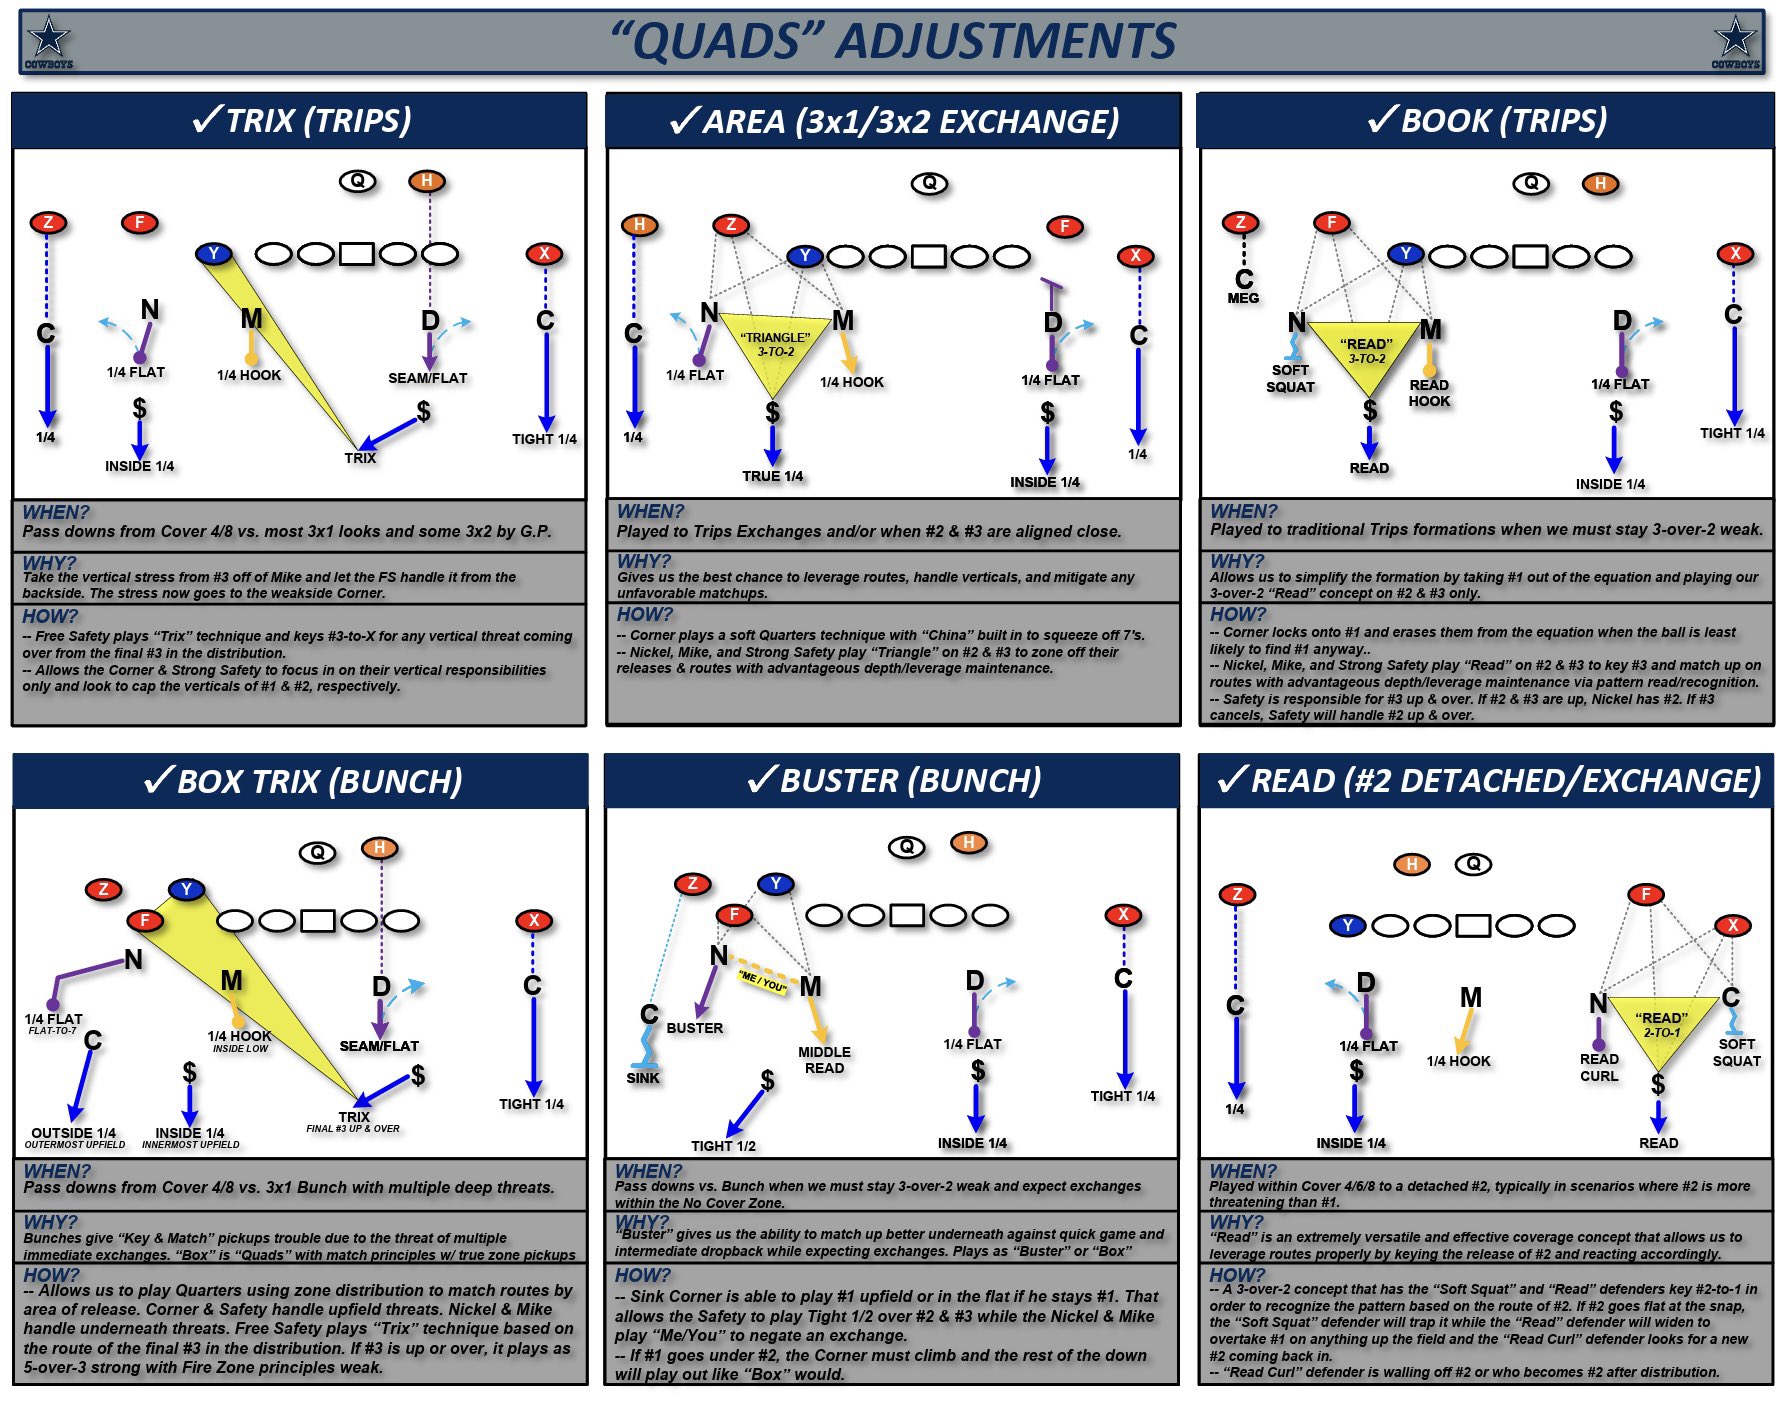 “QUADS” ADJUSTMENTS
COWBOYS
COWBOYS
✓TRIX (TRIPS)
Q
H
Z
F
Y
X
N
M
D
C
C
1/4 FLAT
1/4 HOOK
SEAM/FLAT
$
$
1/4
INSIDE 1/4
TRIX
TIGHT 1/4
WHEN?
Pass downs from Cover 4/8 vs. most 3x1 looks and some 3x2 by G.P.
WHY?
Take the vertical stress from #3 off of Mike and let the FS handle it from the
backside. The stress now goes to the weakside Corner.
HOW?
-- Free Safety plays “Trix” technique and keys #3-to-X for any vertical threat coming
over from the final #3 in the distribution.
-- Allows the Corner & Strong Safety to focus in on their vertical responsibilities
only and look to cap the verticals of #1 & #2, respectively.
✓AREA (3x1/3x2 EXCHANGE)
Q
H
Z
F
Y
X
N
M
D
C
C
“TRIANGLE”
3-TO-2
1/4 FLAT
1/4 HOOK
1/4 FLAT
$
$
1/4
TRUE 1/4
INSIDE 1/4
1/4
WHEN?
Played to Trips Exchanges and/or when #2 & #3 are aligned close.
WHY?
Gives us the best chance to leverage routes, handle verticals, and mitigate any
unfavorable matchups.
HOW?
-- Corner plays a soft Quarters technique with “China” built in to squeeze off 7's.
-- Nickel, Mike, and Strong Safety play “Triangle” on #2 & #3 to zone off their
releases & routes with advantageous depth/leverage maintenance.
✓BOOK (TRIPS)
Q
H
Z
F
Y
X
C
MEG
N
M
D
C
“READ”
3-TO-2
SOFT
SQUAT
READ
HOOK
1/4 FLAT
$
$
READ
INSIDE 1/4
TIGHT 1/4
WHEN?
Played to traditional Trips formations when we must stay 3-over-2 weak.
WHY?
Allows us to simplify the formation by taking #1 out of the equation and playing our
3-over-2 “Read” concept on #2 & #3 only.
HOW?
-- Corner locks onto #1 and erases them from the equation when the ball is least
likely to find #1 anyway..
-- Nickel, Mike, and Strong Safety play “Read” on #2 & #3 to key #3 and match up on
routes with advantageous depth/leverage maintenance via pattern read/recognition.
-- Safety is responsible for #3 up & over. If #2 & #3 are up, Nickel has #2. If #3
cancels, Safety will handle #2 up & over.
✓BOX TRIX (BUNCH)
Q
H
Z
Y
F
X
N
M
D
C
1/4 FLAT
FLAT-TO-7
C
1/4 HOOK
INSIDE LOW
SEAM/FLAT
$
$
OUTSIDE 1/4
OUTERMOST UPFIELD
INSIDE 1/4
INNERMOST UPFIELD
TRIX
FINAL #3 UP & OVER
TIGHT 1/4
WHEN?
Pass downs from Cover 4/8 vs. 3x1 Bunch with multiple deep threats.
WHY?
Bunches give “Key & Match” pickups trouble due to the threat of multiple
immediate exchanges. “Box” is “Quads” with match principles w/ true zone pickups
HOW?
-- Allows us to play Quarters using zone distribution to match routes by
area of release. Corner & Safety handle upfield threats. Nickel & Mike
handle underneath threats. Free Safety plays “Trix” technique based on
the route of the final #3 in the distribution. If #3 is up or over, it plays as
5-over-3 strong with Fire Zone principles weak.
✓BUSTER (BUNCH)
Q
H
Z
Y
F
X
N
“ME / YOU”
M
D
C
C
BUSTER
SINK
MIDDLE
READ
1/4 FLAT
$
$
TIGHT 1/2
INSIDE 1/4
TIGHT 1/4
WHEN?
Pass downs vs. Bunch when we must stay 3-over-2 weak and expect exchanges
within the No Cover Zone.
WHY?
“Buster” gives us the ability to match up better underneath against quick game and
intermediate dropback while expecting exchanges. Plays as “Buster” or “Box”
HOW?
-- Sink Corner is able to play #1 upfield or in the flat if he stays #1. That
allows the Safety to play Tight 1/2 over #2 & #3 while the Nickel & Mike
play “Me/You” to negate an exchange.
-- If #1 goes under #2, the Corner must climb and the rest of the down
will play out like “Box” would.
✓READ (#2 DETACHED/EXCHANGE)
H
Q
Z
F
Y
X
D
M
N
C
C
“READ”
2-TO-1
1/4 FLAT
1/4 HOOK
READ
CURL
SOFT
SQUAT
$
$
1/4
INSIDE 1/4
READ
WHEN?
Played within Cover 4/6/8 to a detached #2, typically in scenarios where #2 is more
threatening than #1.
WHY?
“Read” is an extremely versatile and effective coverage concept that allows us to
leverage routes properly by keying the release of #2 and reacting accordingly.
HOW?
-- A 3-over-2 concept that has the “Soft Squat” and “Read” defenders key #2-to-1 in
order to recognize the pattern based on the route of #2. If #2 goes flat at the snap,
the “Soft Squat” defender will trap it while the “Read” defender will widen to
overtake #1 on anything up the field and the “Read Curl” defender looks for a new
#2 coming back in.
-- “Read Curl” defender is walling off #2 or who becomes #2 after distribution.